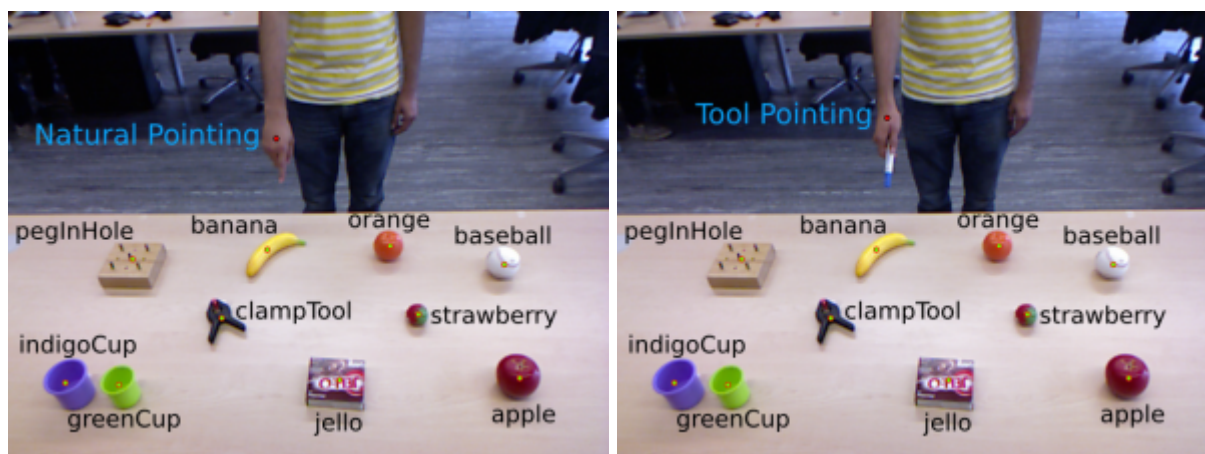 Natural Pointing
pegInHole
banana
orange
baseball
clampTool
strawberry
indigoCup
greenCup
jello
apple
Tool Pointing
pegInHole
banana
orange
baseball
clampTool
strawberry
indigoCup
greenCup
jello
apple